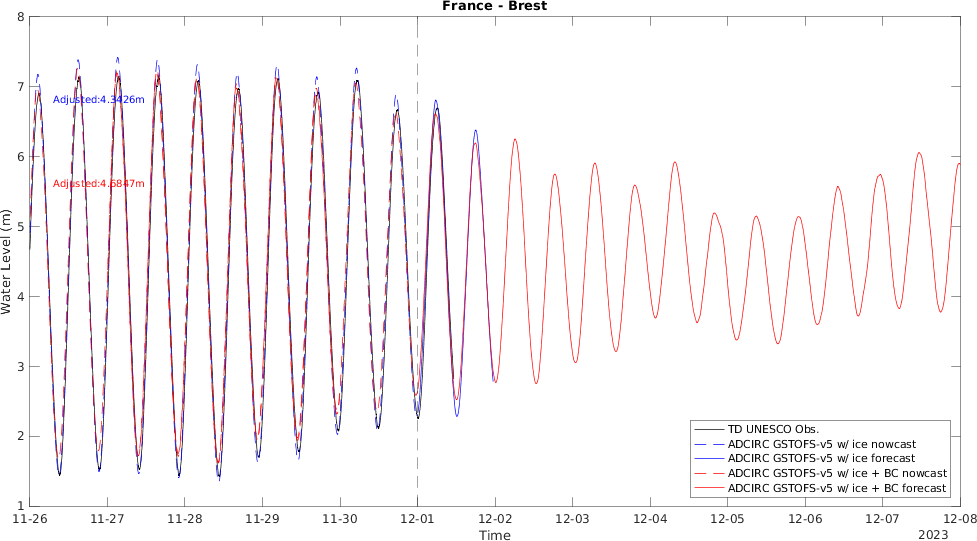 France - Brest
8
7
6
5
4
3
2
1
Water Level (m)
Adjusted:4.3426m
Adjusted:4.6847m
TD UNESCO Obs.
ADCIRC GSTOFS-v5 w/ ice nowcast
ADCIRC GSTOFS-v5 w/ ice forecast
ADCIRC GSTOFS-v5 w/ ice + BC nowcast
ADCIRC GSTOFS-v5 w/ ice + BC forecast
11-26 11-27 11-28 11-29 11-30 12-01 12-02 12-03 12-04 12-05 12-06 12-07 12-08
Time
2023